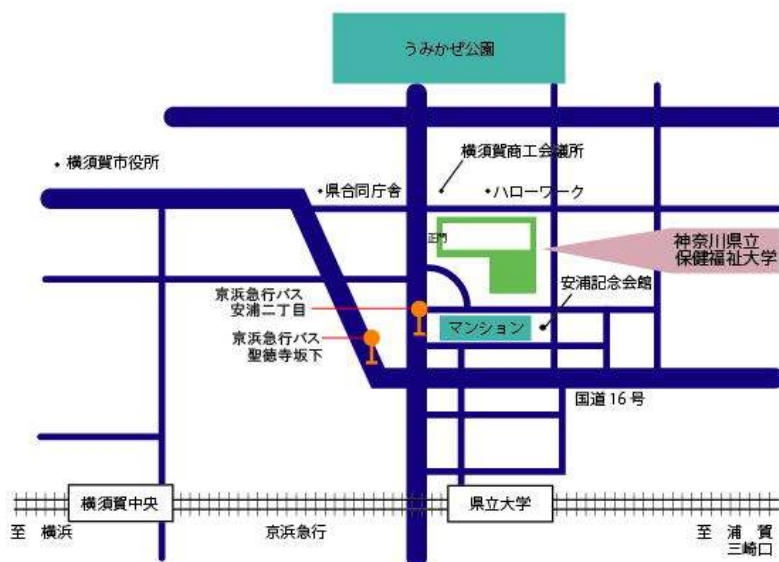 うみかぜ公園
横須賀商工会議所
横須賀市役所
県合同庁舎
ハローワーク
正門
神奈川県立
保健福祉大学
安浦記念会館
京浜急行バス
安浦二丁目
マンション
京浜急行バス
聖徳寺坂下
国道16号
横須賀中央
県立大学
至 横浜
京浜急行
至 浦賀
三崎口